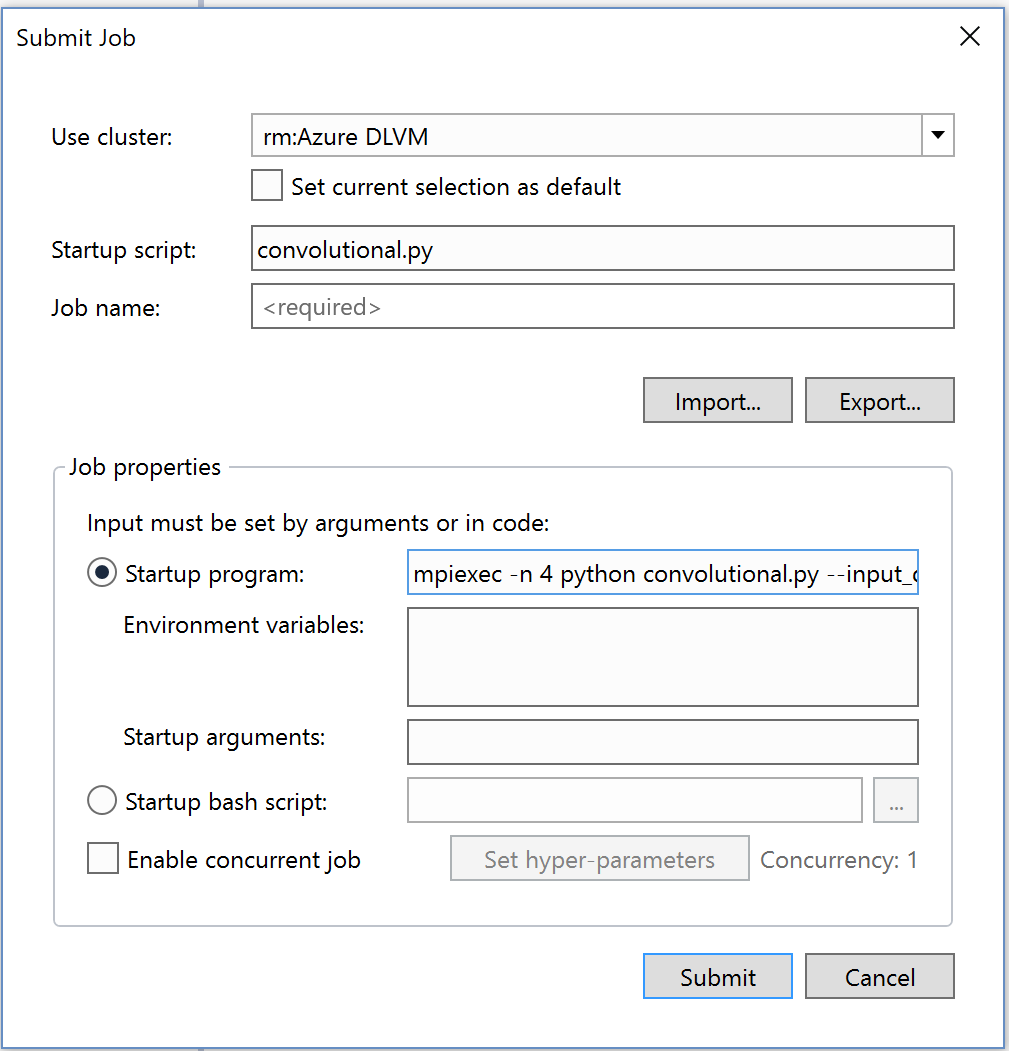 Submit Job
Use cluster: rm:Azure DLVM
Set current selection as default
Startup script: convolutional.py
Job name: <required>
Import... Export...
Job properties
Input must be set by arguments or in code:
Startup program: mpiexec -n 4 python convolutional.py --input_
Environment variables:
Startup arguments:
Startup bash script: ...
Enable concurrent job Set hyper-parameters Concurrency: 1
Submit Cancel